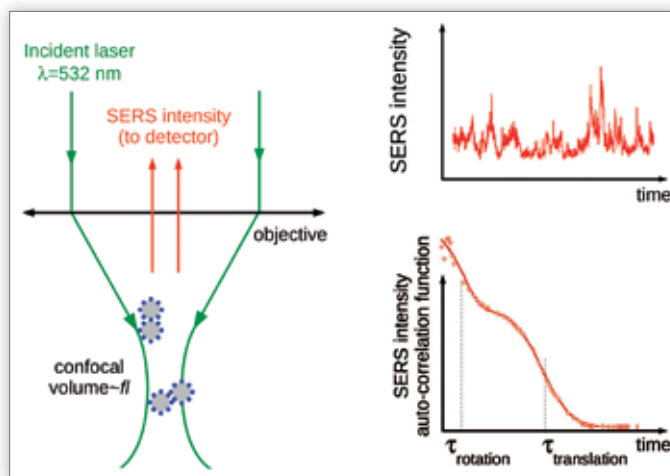 Incident laser
λ=532 nm
SERS intensity
(to detector)
objective
confocal
volume~fl
SERS intensity
time
SERS intensity
auto-correlation function
τrotation
τtranslation
time